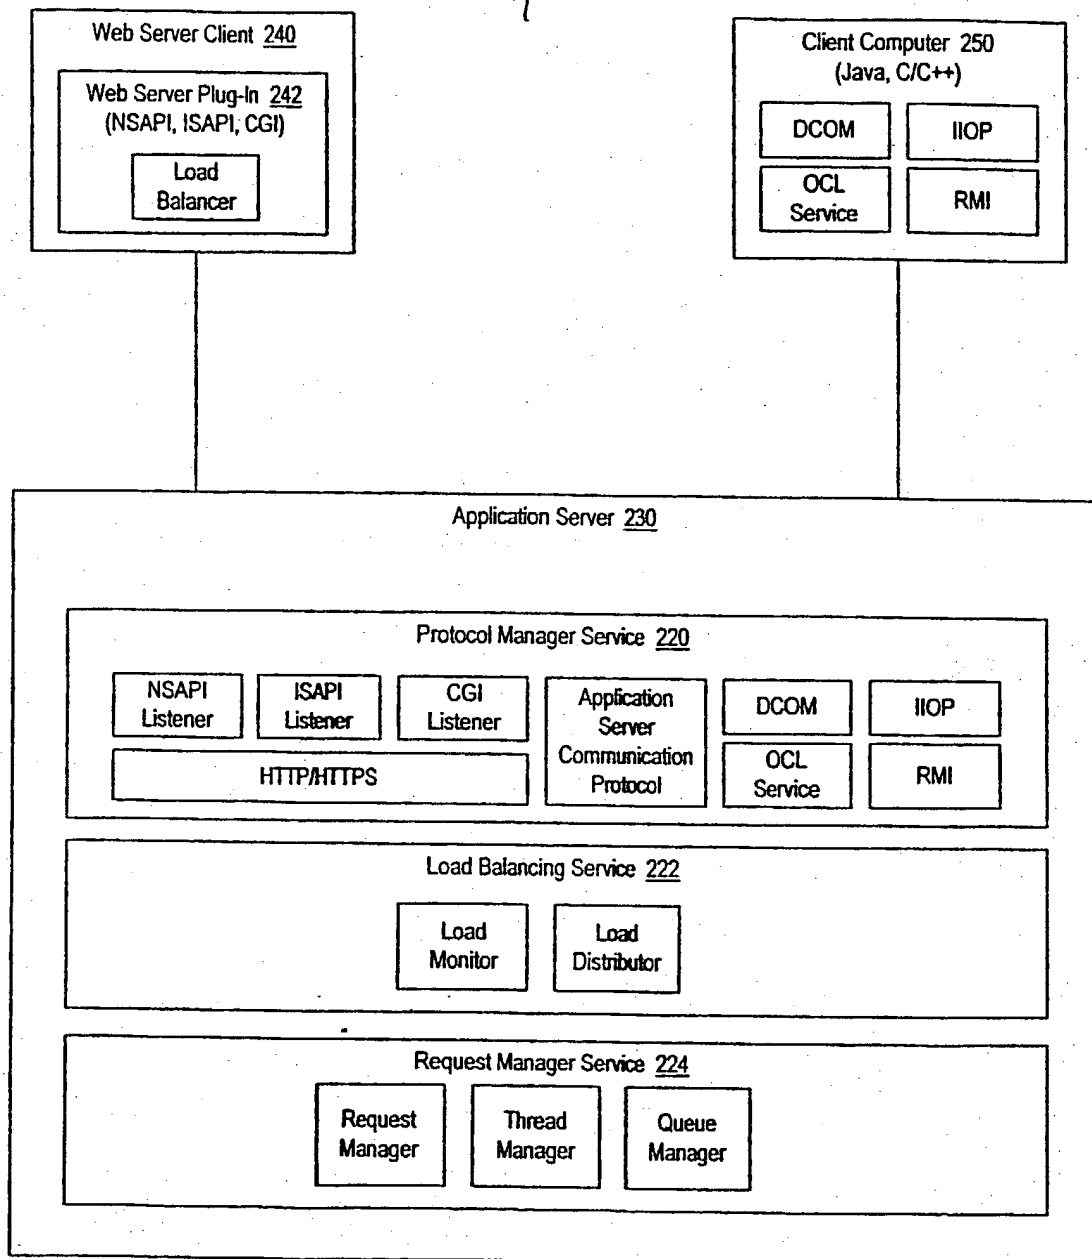 Web Server Client 240
Web Server Plug-In 242
(NSAPI, ISAPI, CGI)
Load
Balancer
Client Computer 250
(Java, C/C++)
DCOM
IIOP
OCL
Service
RMI
Application Server 230
Protocol Manager Service 220
NSAPI
Listener
ISAPI
Listener
CGI
Listener
HTTP/HTTPS
Application
Server
Communication
Protocol
DCOM
IIOP
OCL
Service
RMI
Load Balancing Service 222
Load
Monitor
Load
Distributor
Request Manager Service 224
Request
Manager
Thread
Manager
Queue
Manager